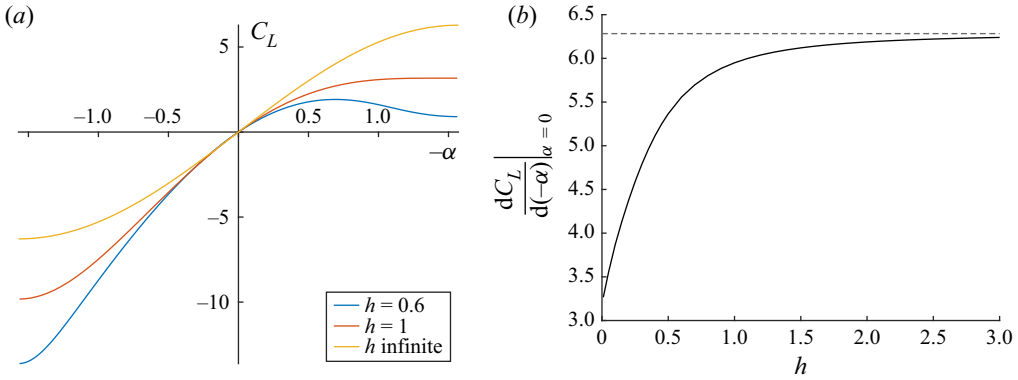 (a)
C_L
5
−1.0
−0.5
0.5
1.0
−α
−5
−10
h = 0.6
h = 1
h infinite
(b)
6.5
6.0
5.5
5.0
4.5
4.0
3.5
3.0
0
0.5
1.0
1.5
2.0
2.5
3.0
h
dC_L
d(−α)
α = 0